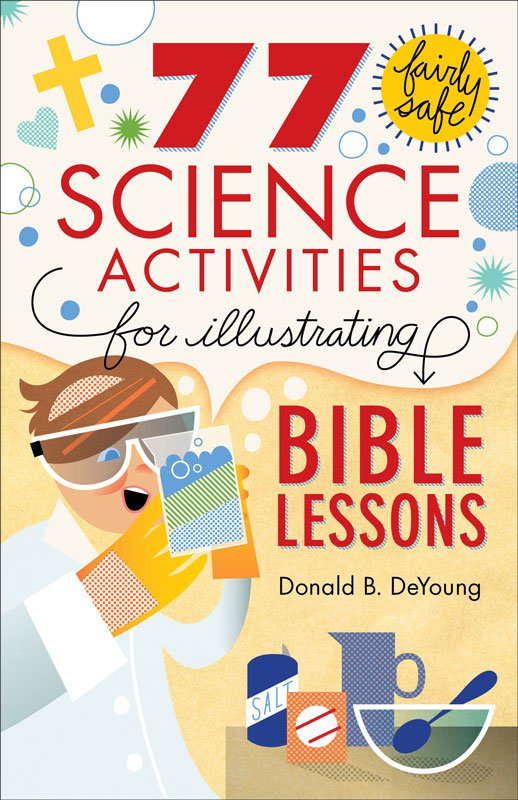 77
fairly
safe
SCIENCE
ACTIVITIES
for illustrating
BIBLE
LESSONS
Donald B. DeYoung
SALT